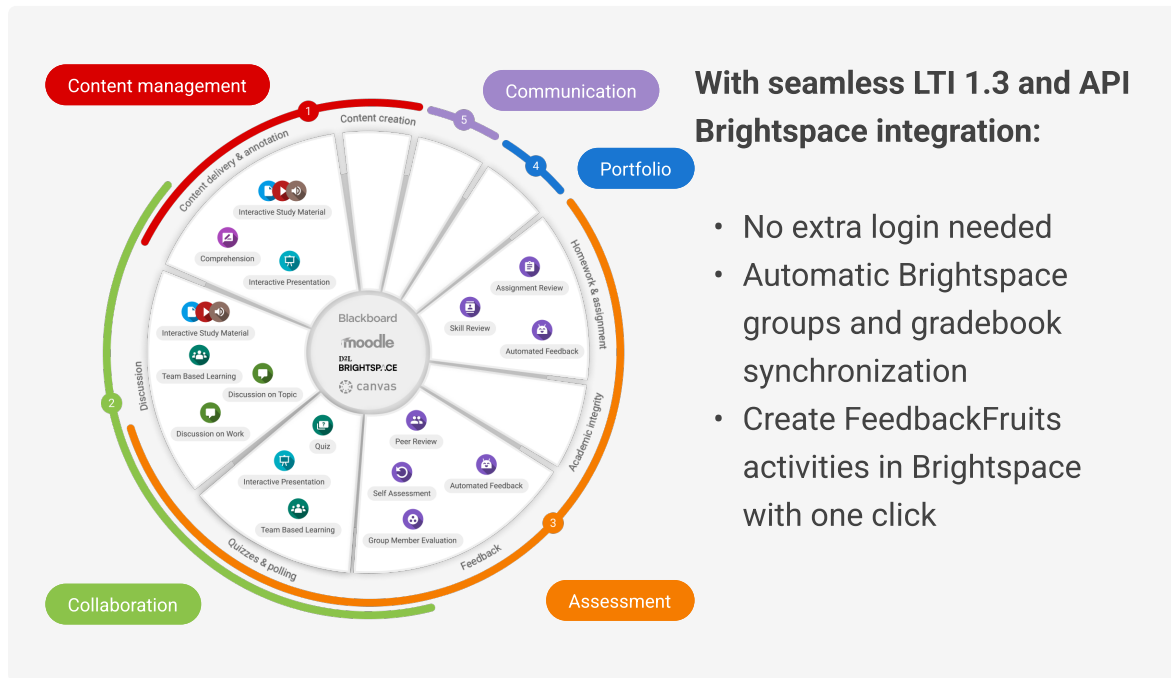 Content management
Communication
Portfolio
Collaboration
Assessment
1
2
3
4
5
Content delivery & annotation
Content creation
Homework & assignment
Academic integrity
Feedback
Quizzes & polling
Discussion
Interactive Study Material
Comprehension
Interactive Presentation
Interactive Study Material
Team Based Learning
Discussion on Topic
Discussion on Work
Quiz
Interactive Presentation
Team Based Learning
Peer Review
Self Assessment
Automated Feedback
Group Member Evaluation
Assignment Review
Skill Review
Automated Feedback
Blackboard
moodle
D2L
BRIGHTSPACE
canvas
With seamless LTI 1.3 and API
Brightspace integration:
• No extra login needed
• Automatic Brightspace
groups and gradebook
synchronization
• Create FeedbackFruits
activities in Brightspace
with one click